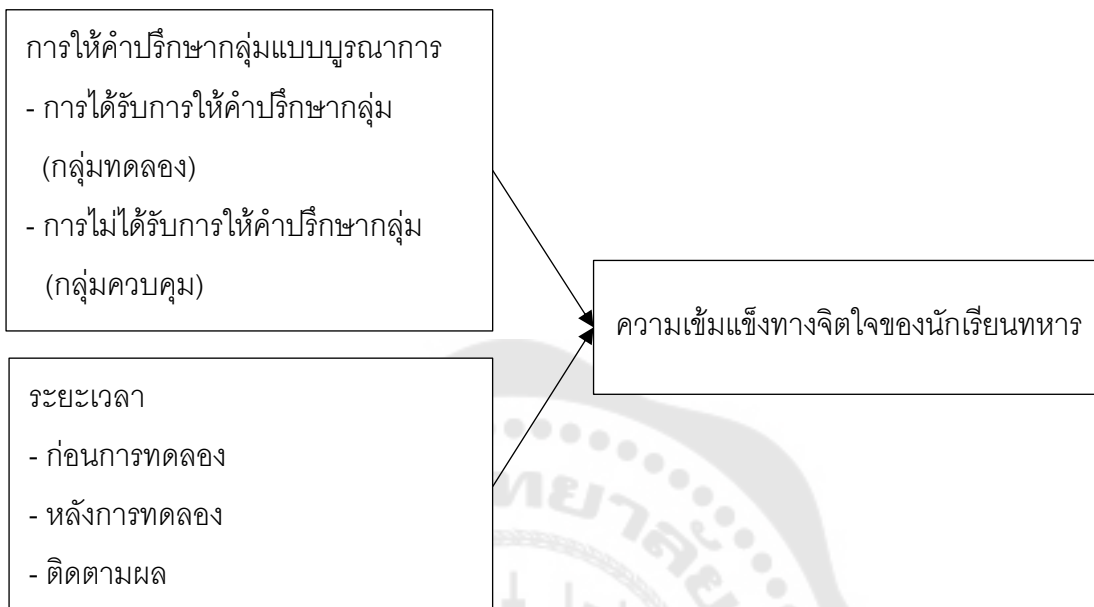 การให้คำปรึกษากลุ่มแบบบูรณาการ
- การได้รับการให้คำปรึกษากลุ่ม
(กลุ่มทดลอง)
- การไม่ได้รับการให้คำปรึกษากลุ่ม
(กลุ่มควบคุม)
ความเข้มแข็งทางจิตใจของนักเรียนทหาร
ระยะเวลา
- ก่อนการทดลอง
- หลังการทดลอง
- ติดตามผล